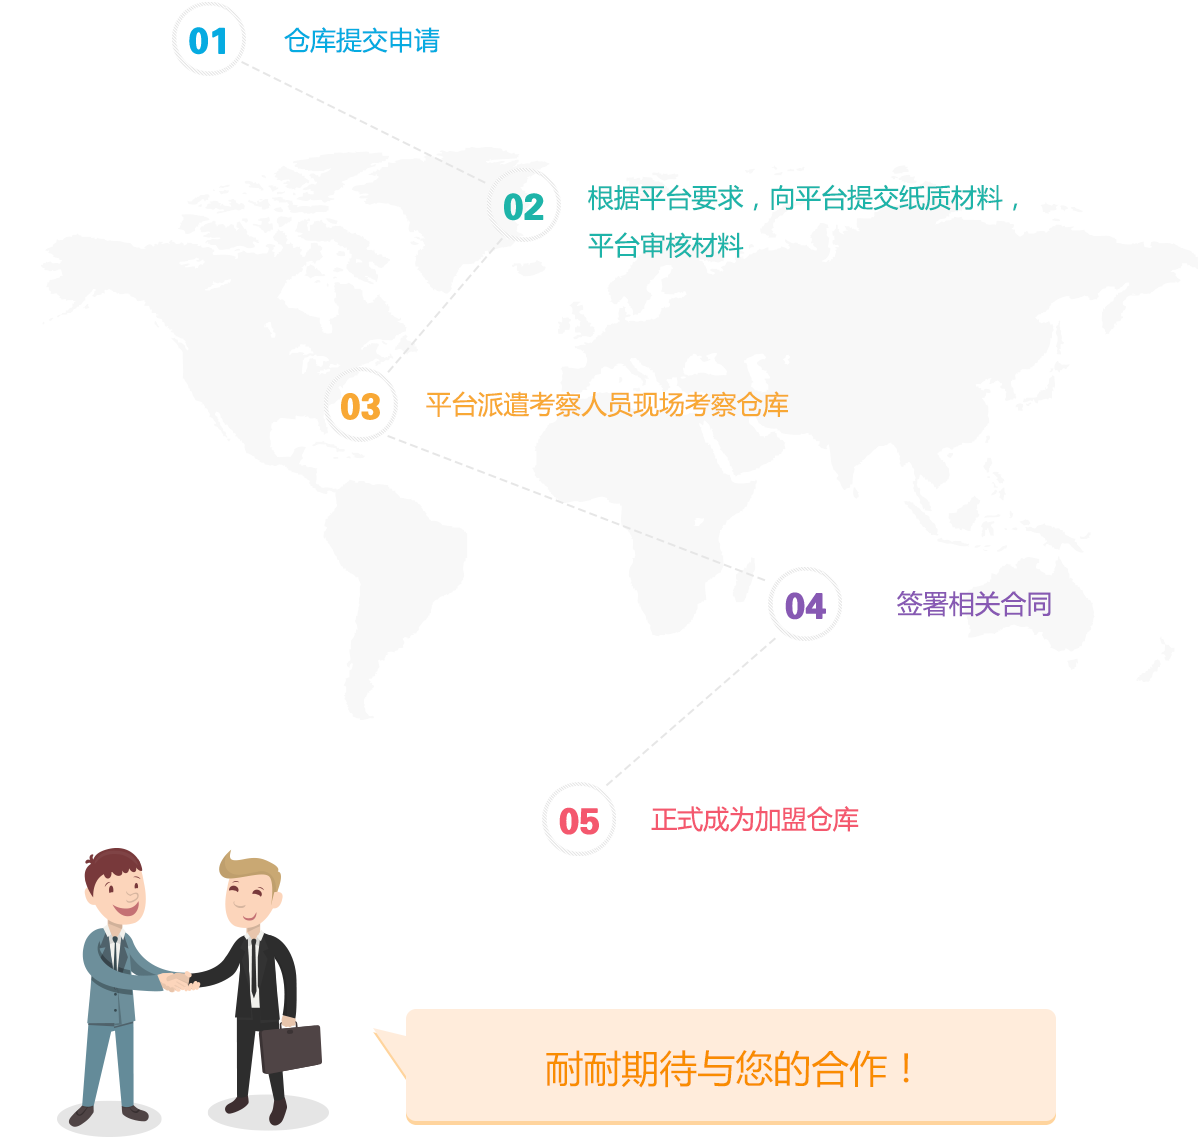 01 仓库提交申请
02 根据平台要求，向平台提交纸质材料，
平台审核材料
03 平台派遣考察人员现场考察仓库
04 签署相关合同
05 正式成为加盟仓库
耐耐期待与您的合作！